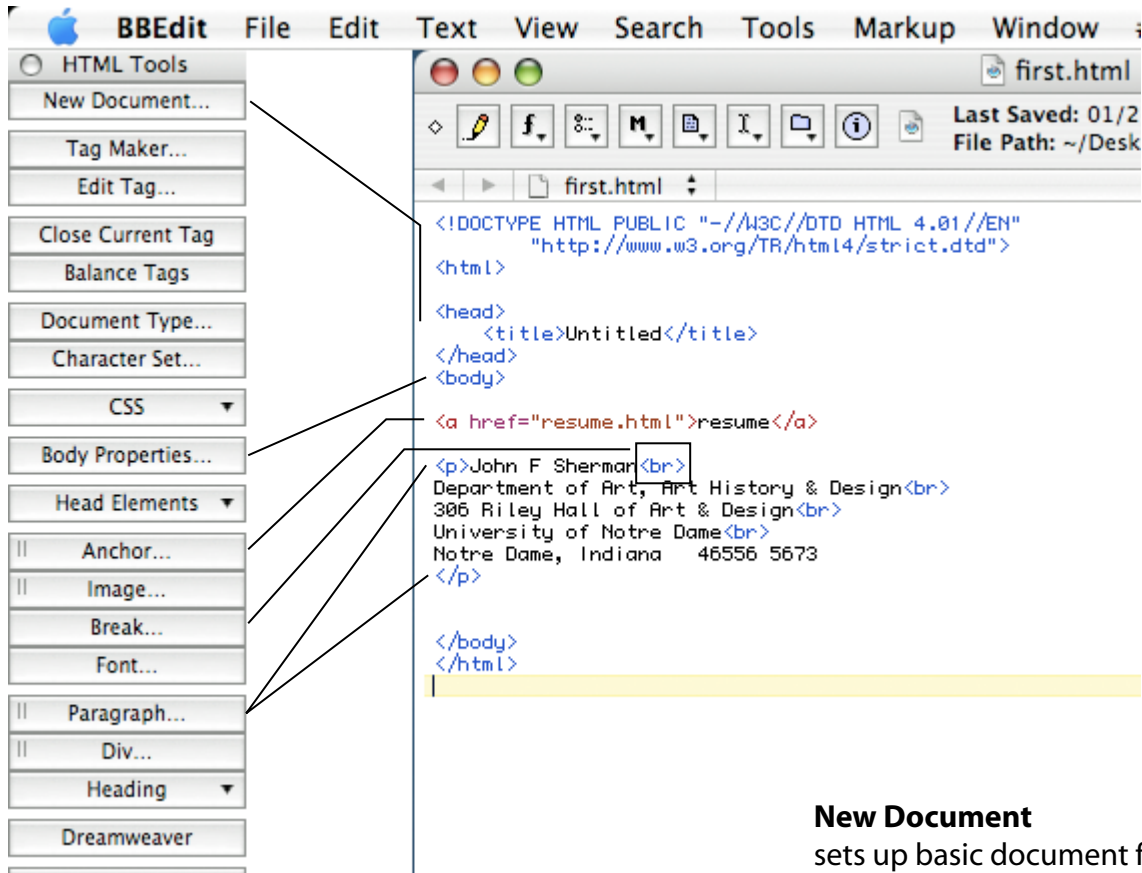 BBEdit File Edit Text View Search Tools Markup Window
HTML Tools
New Document...
Tag Maker...
Edit Tag...
Close Current Tag
Balance Tags
Document Type...
Character Set...
CSS
Body Properties...
Head Elements
Anchor...
Image...
Break...
Font...
Paragraph...
Div...
Heading
Dreamweaver
first.html
Last Saved: 01/2
File Path: ~/Desk
first.html
<!DOCTYPE HTML PUBLIC "-//W3C//DTD HTML 4.01//EN"
"http://www.w3.org/TR/html4/strict.dtd">
<html>
<head>
<title>Untitled</title>
</head>
<body>
<a href="resume.html">resume</a>
<p>John F Sherman<br>
Department of Art, Art History & Design<br>
306 Riley Hall of Art & Design<br>
University of Notre Dame<br>
Notre Dame, Indiana   46556 5673
</p>
</body>
</html>
New Document
sets up basic document